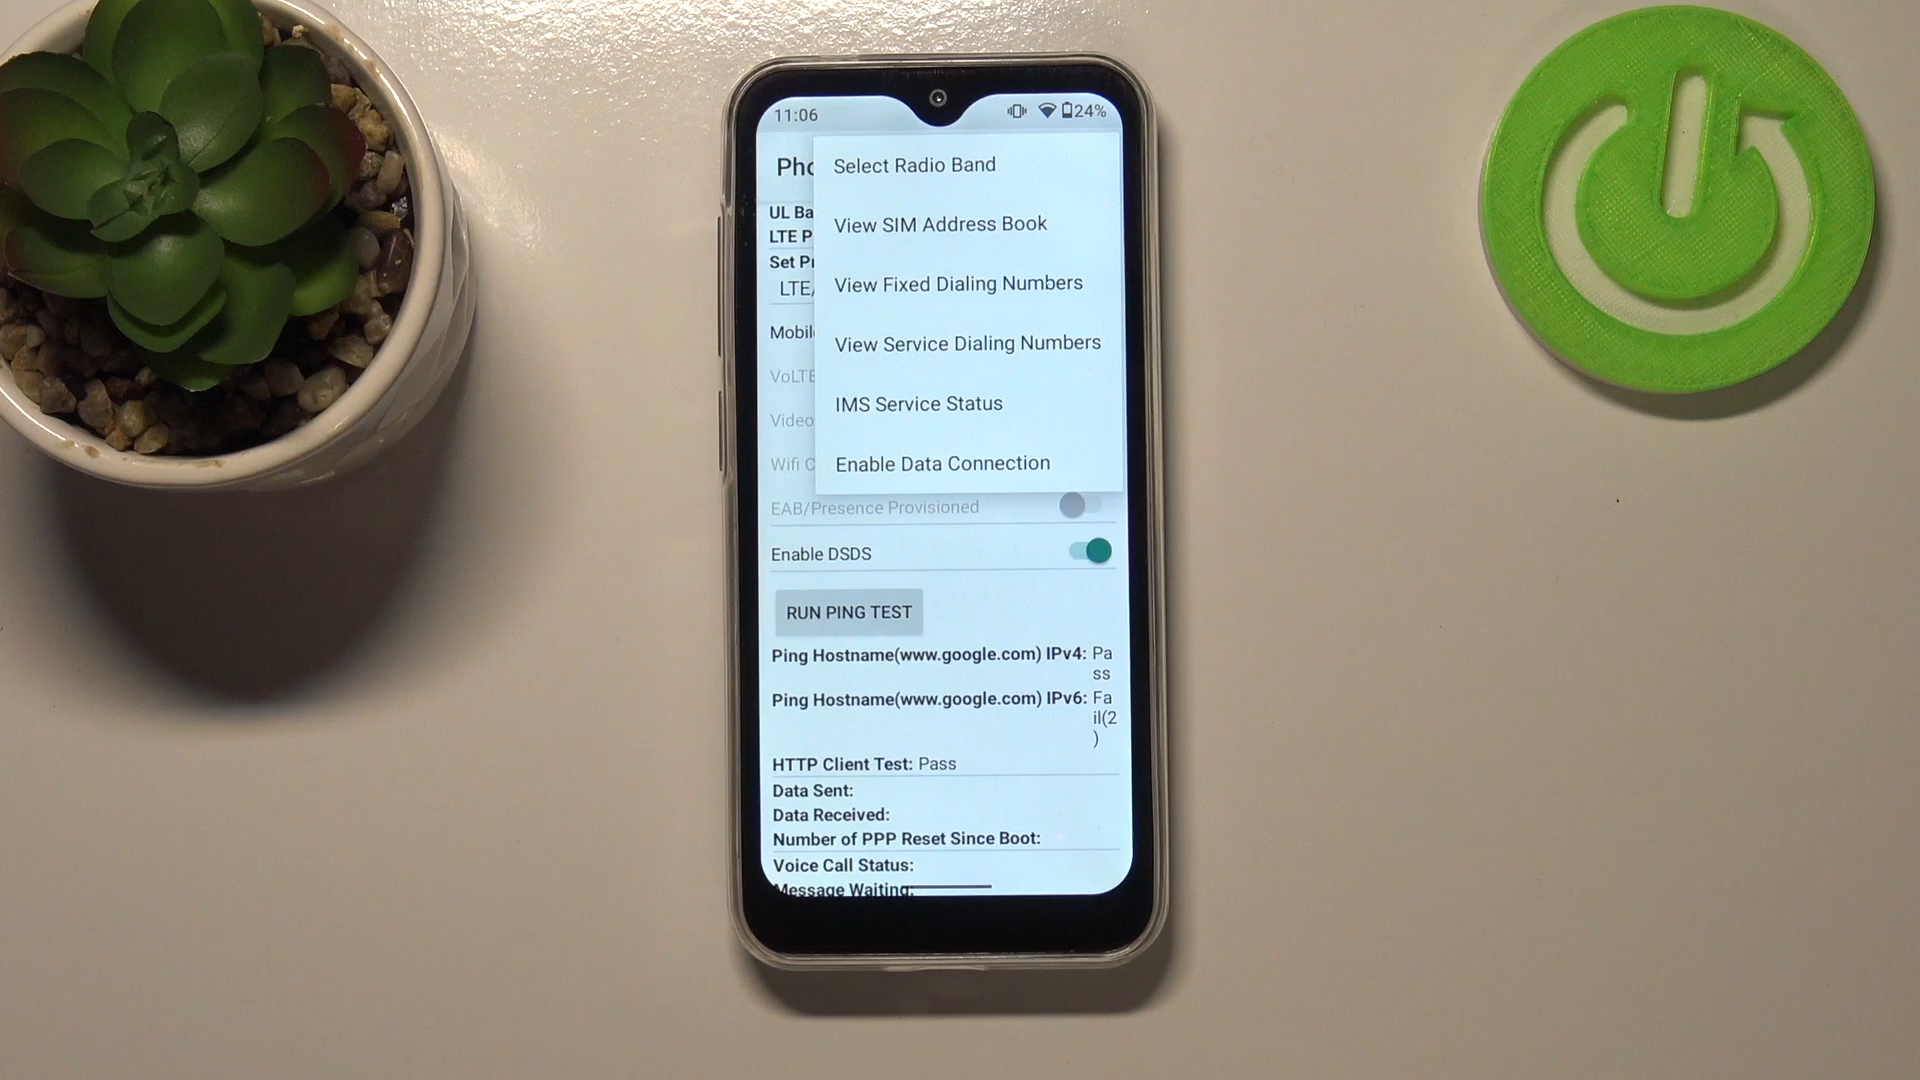 11:06
24%
Pho
Select Radio Band
View SIM Address Book
View Fixed Dialing Numbers
View Service Dialing Numbers
IMS Service Status
Enable Data Connection
UL Ba
LTE P
Set Pr
LTE/
Mobile
VoLTE
Video
Wifi C
EAB/Presence Provisioned
Enable DSDS
RUN PING TEST
Ping Hostname(www.google.com) IPv4: Pa
ss
Ping Hostname(www.google.com) IPv6: Fa
il(2
)
HTTP Client Test: Pass
Data Sent:
Data Received:
Number of PPP Reset Since Boot:
Voice Call Status:
Message Waiting: